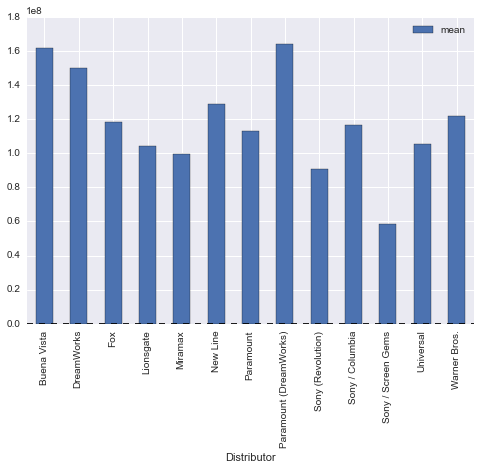 1e8
1.8
1.6
1.4
1.2
1.0
0.8
0.6
0.4
0.2
0.0
mean
Buena Vista
DreamWorks
Fox
Lionsgate
Miramax
New Line
Paramount
Paramount (DreamWorks)
Sony (Revolution)
Sony / Columbia
Sony / Screen Gems
Universal
Warner Bros.
Distributor